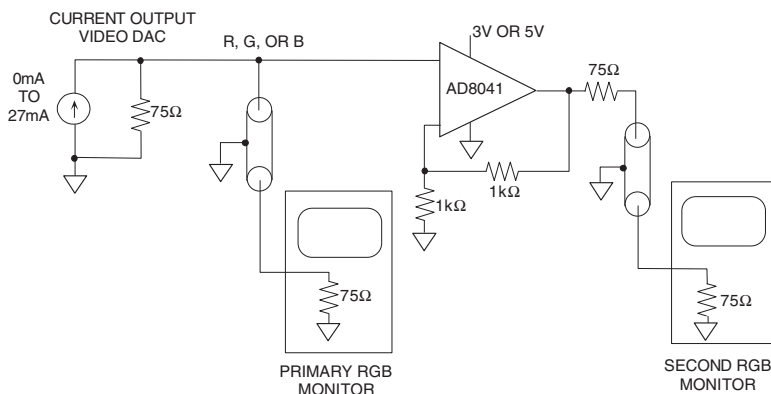 CURRENT OUTPUT
VIDEO DAC
R, G, OR B
3V OR 5V
0mA
TO
27mA
75Ω
AD8041
75Ω
1kΩ
1kΩ
75Ω
75Ω
PRIMARY RGB
MONITOR
SECOND RGB
MONITOR